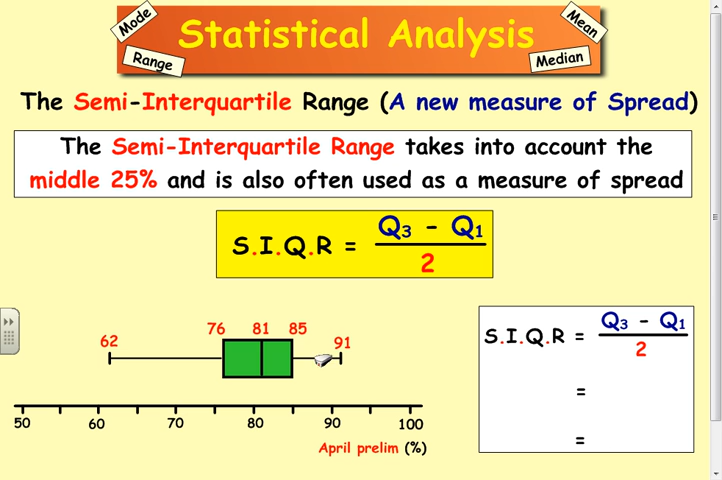 Mode
Mean
Statistical Analysis
Range
Median
The Semi-Interquartile Range (A new measure of Spread)
The Semi-Interquartile Range takes into account the
middle 25% and is also often used as a measure of spread
S.I.Q.R = Q₃ - Q₁
2
S.I.Q.R = Q₃ - Q₁
2
=
=
62 76 81 85 91
50 60 70 80 90 100
April prelim (%)